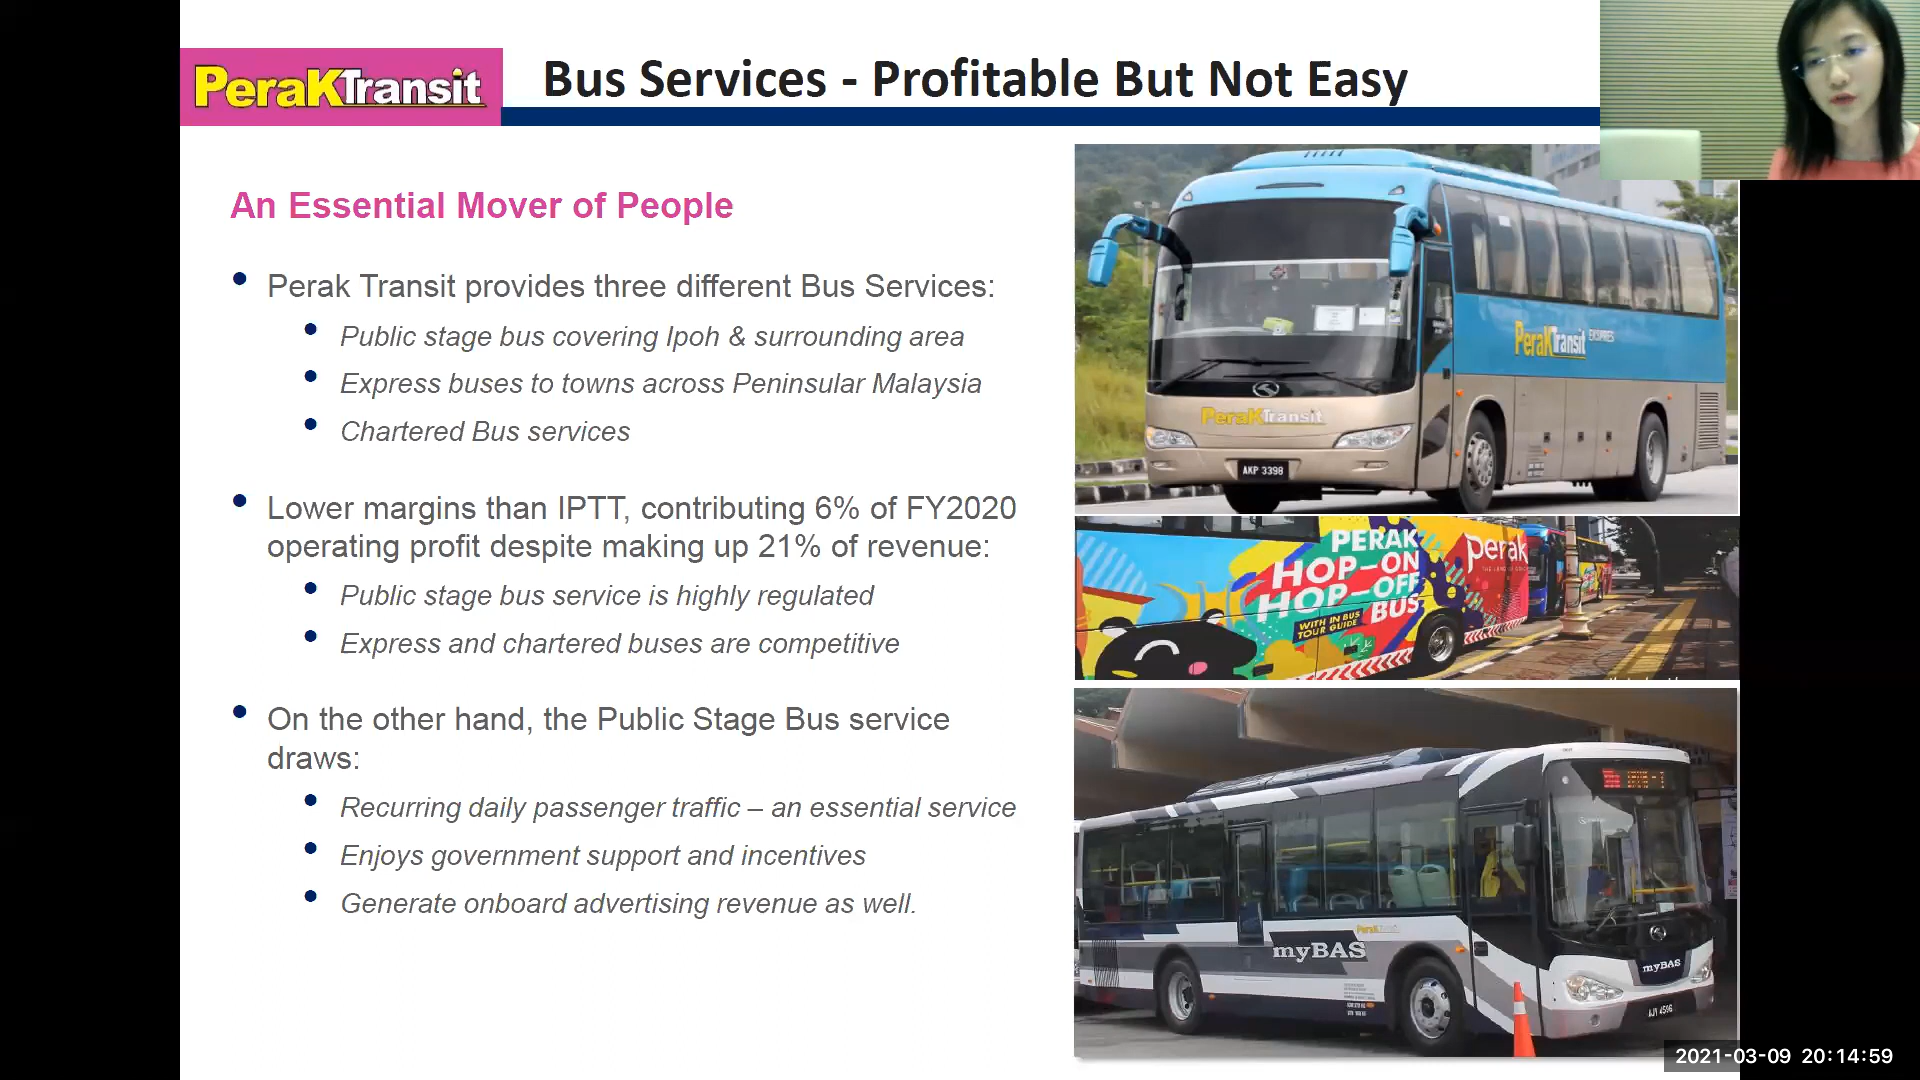 PeraKTransit
Bus Services - Profitable But Not Easy
An Essential Mover of People
Perak Transit provides three different Bus Services:
Public stage bus covering Ipoh & surrounding area
Express buses to towns across Peninsular Malaysia
Chartered Bus services
Lower margins than IPTT, contributing 6% of FY2020
operating profit despite making up 21% of revenue:
Public stage bus service is highly regulated
Express and chartered buses are competitive
On the other hand, the Public Stage Bus service
draws:
Recurring daily passenger traffic – an essential service
Enjoys government support and incentives
Generate onboard advertising revenue as well.
PeraKTransit EKSPRES
PeraKTransit
AKP 3398
PERAK
HOP-ON
HOP-OFF
BUS
WITH IN BUS
TOUR GUIDE
Perak
PeraKTransit
myBAS
myBAS
AJY 4596
2021-03-09 20:14:59